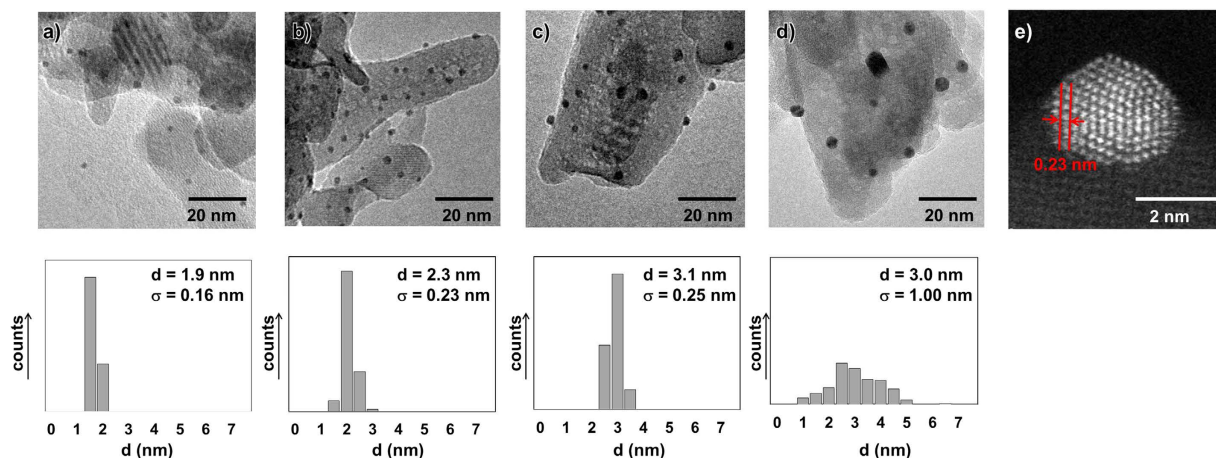 a)
b)
c)
d)
e)
20 nm
20 nm
20 nm
20 nm
0.23 nm
2 nm
d = 1.9 nm
σ = 0.16 nm
d = 2.3 nm
σ = 0.23 nm
d = 3.1 nm
σ = 0.25 nm
d = 3.0 nm
σ = 1.00 nm
counts
counts
counts
counts
0 1 2 3 4 5 6 7
0 1 2 3 4 5 6 7
0 1 2 3 4 5 6 7
0 1 2 3 4 5 6 7
d (nm)
d (nm)
d (nm)
d (nm)